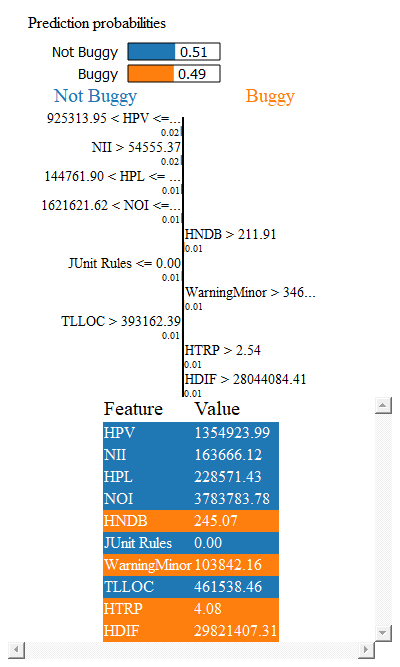 Prediction probabilities
Not Buggy 0.51
Buggy 0.49
Not Buggy Buggy
925313.95 < HPV <=...
0.02
NII > 54555.37
0.02
144761.90 < HPL <= ...
0.01
1621621.62 < NOI <=...
0.01
HNDB > 211.91
0.01
JUnit Rules <= 0.00
0.01
WarningMinor > 346...
0.01
TLLOC > 393162.39
0.01
HTRP > 2.54
0.01
HDIF > 28044084.41
0.01
Feature Value
HPV 1354923.99
NII 163666.12
HPL 228571.43
NOI 3783783.78
HNDB 245.07
JUnit Rules 0.00
WarningMinor 103842.16
TLLOC 461538.46
HTRP 4.08
HDIF 29821407.31